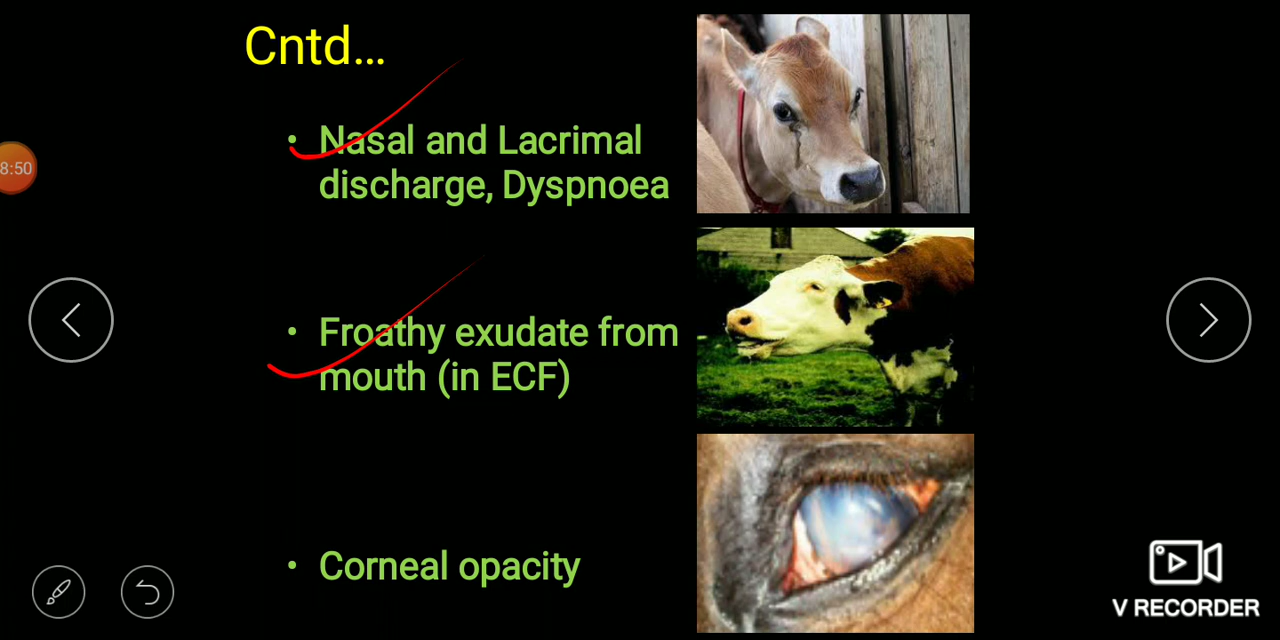 Cntd...
• Nasal and Lacrimal
discharge, Dyspnoea
8:50
• Froathy exudate from
mouth (in ECF)
• Corneal opacity
V RECORDER